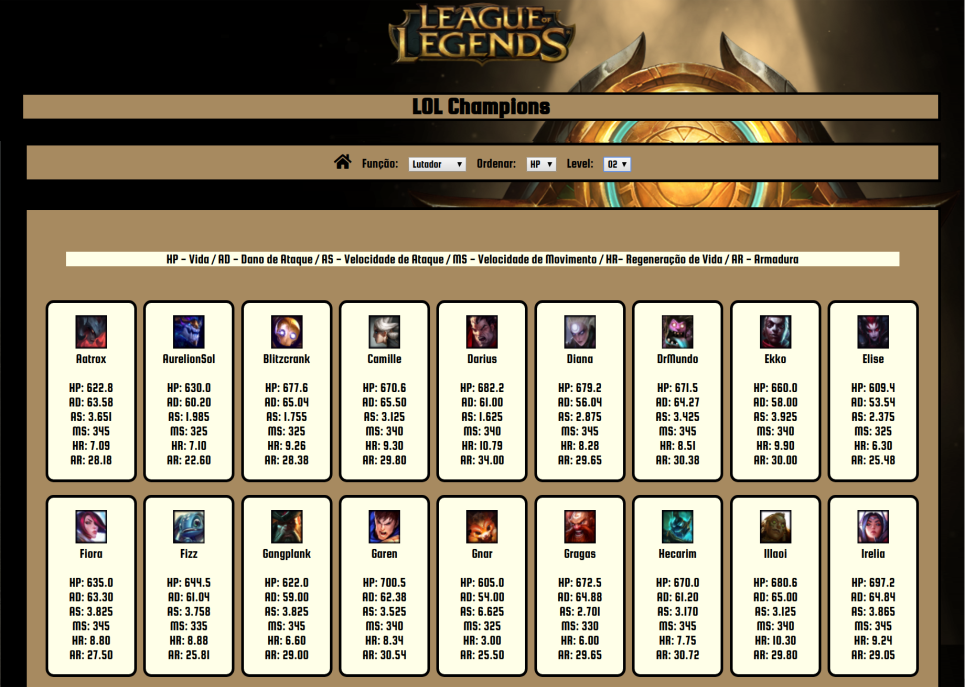 LEAGUE OF
LEGENDS
LOL Champions
Função: Lutador Ordenar: HP Level: 02
HP - Vida / AD - Dano de Ataque / AS - Velocidade de Ataque / MS - Velocidade de Movimento / HR- Regeneração de Vida / AR - Armadura
Aatrox
HP: 622.8
AD: 63.58
AS: 3.651
MS: 345
HR: 7.09
AR: 28.18
AurelionSol
HP: 630.0
AD: 60.20
AS: 1.985
MS: 325
HR: 7.10
AR: 22.60
Blitzcrank
HP: 677.6
AD: 65.04
AS: 1.755
MS: 325
HR: 9.26
AR: 28.38
Camille
HP: 670.6
AD: 65.50
AS: 3.125
MS: 340
HR: 9.30
AR: 29.80
Darius
HP: 682.2
AD: 61.00
AS: 1.625
MS: 340
HR: 10.79
AR: 34.00
Diana
HP: 679.2
AD: 56.04
AS: 2.875
MS: 345
HR: 8.28
AR: 29.65
DrMundo
HP: 671.5
AD: 64.27
AS: 3.425
MS: 345
HR: 8.51
AR: 30.38
Ekko
HP: 660.0
AD: 58.00
AS: 3.925
MS: 340
HR: 9.90
AR: 30.00
Elise
HP: 609.4
AD: 53.54
AS: 2.375
MS: 325
HR: 6.30
AR: 25.48
Fiora
HP: 635.0
AD: 63.30
AS: 3.825
MS: 345
HR: 8.80
AR: 27.50
Fizz
HP: 644.5
AD: 61.04
AS: 3.758
MS: 335
HR: 8.88
AR: 25.81
Gangplank
HP: 622.0
AD: 59.00
AS: 3.825
MS: 345
HR: 6.60
AR: 29.00
Garen
HP: 700.5
AD: 62.38
AS: 3.525
MS: 340
HR: 8.34
AR: 30.54
Gnar
HP: 605.0
AD: 54.00
AS: 6.625
MS: 325
HR: 3.00
AR: 25.50
Gragas
HP: 672.5
AD: 64.88
AS: 2.701
MS: 330
HR: 6.00
AR: 29.65
Hecarim
HP: 670.0
AD: 61.20
AS: 3.170
MS: 345
HR: 7.75
AR: 30.72
Illaoi
HP: 680.6
AD: 65.00
AS: 3.125
MS: 340
HR: 10.30
AR: 29.80
Irelia
HP: 697.2
AD: 64.84
AS: 3.865
MS: 345
HR: 9.24
AR: 29.05